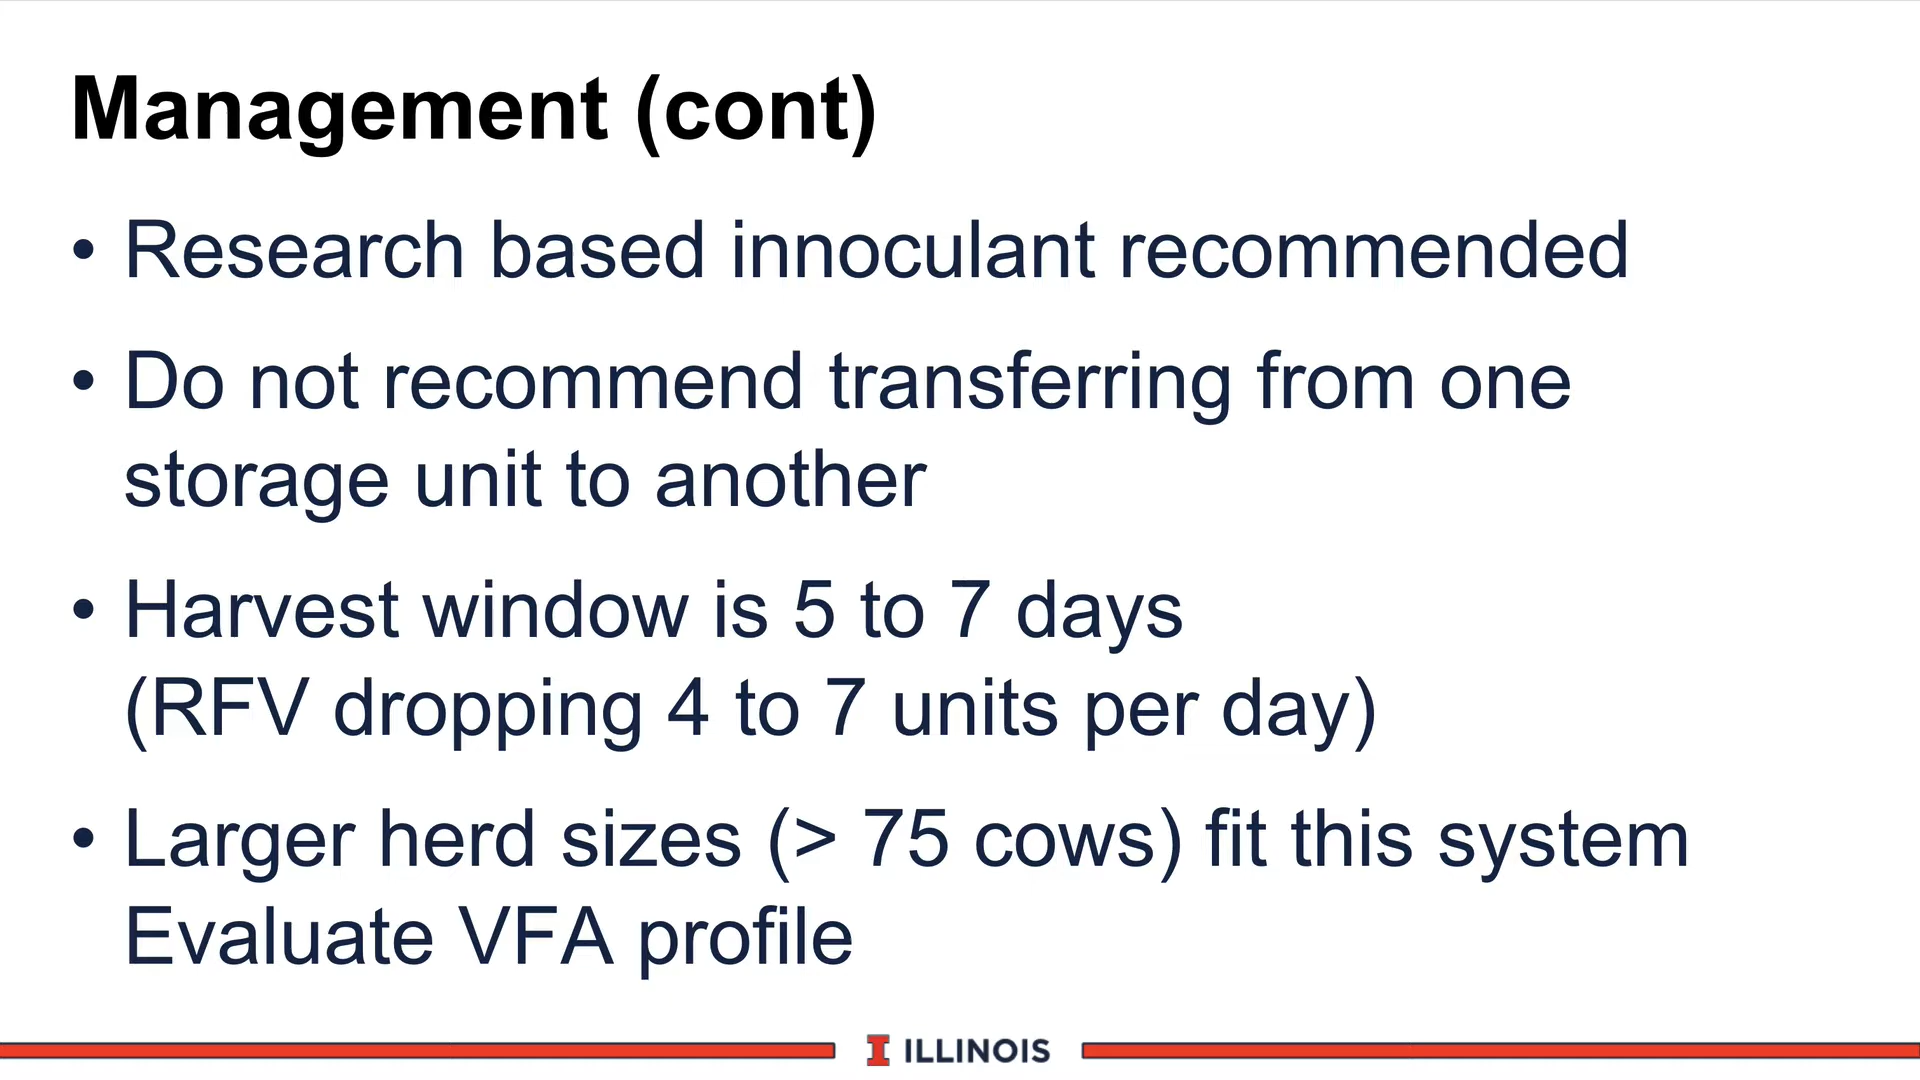 Management (cont)
• Research based innoculant recommended
• Do not recommend transferring from one
storage unit to another
• Harvest window is 5 to 7 days
(RFV dropping 4 to 7 units per day)
• Larger herd sizes (> 75 cows) fit this system
Evaluate VFA profile
I ILLINOIS